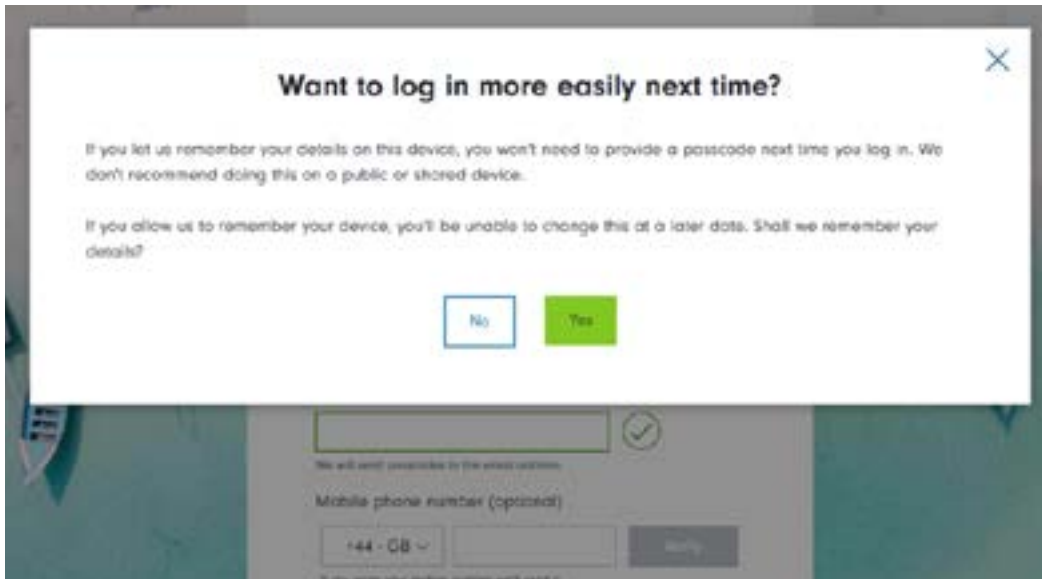 Want to log in more easily next time?
If you let us remember your details on this device, you won't need to provide a passcode next time you log in. We
don't recommend doing this on a public or shared device.
If you allow us to remember your device, you'll be unable to change this at a later date. Shall we remember your
details?
No Yes
We will send passcodes to this email address.
Mobile phone number (optional)
+44 - GB Verify